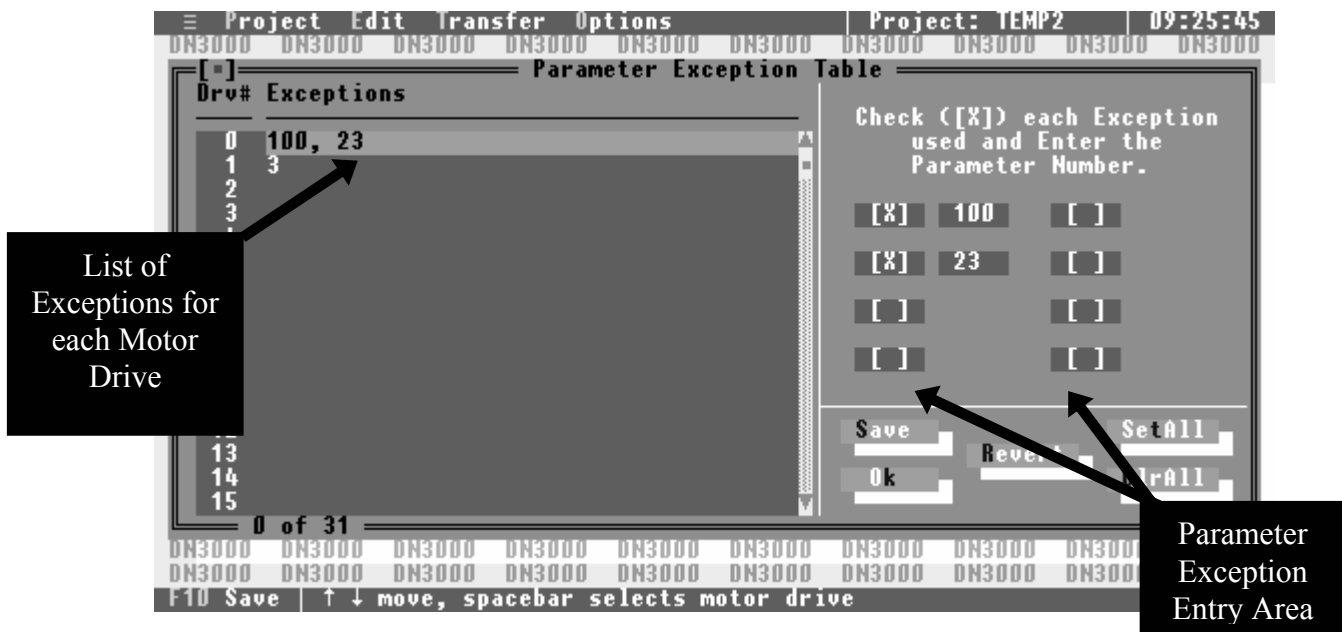 ≡ Project Edit Transfer Options | Project: TEMP2 | 09:25:45
DN3000 DN3000 DN3000 DN3000 DN3000 DN3000 DN3000 DN3000 DN3000 DN3000
[▪] Parameter Exception Table
Drv# Exceptions
0 100, 23
1 3
2
3
12
13
14
15
0 of 31
Check ([X]) each Exception
used and Enter the
Parameter Number.
[X] 100 [ ]
[X] 23 [ ]
[ ] [ ]
[ ] [ ]
Save SetAll
Revert
Ok ClrAll
DN3000 DN3000 DN3000 DN3000 DN3000 DN3000 DN3000 DN3000 DN3000
DN3000 DN3000 DN3000 DN3000 DN3000 DN3000 DN3000 DN3000 DN3000
F10 Save | ↑ ↓ move, spacebar selects motor drive
List of
Exceptions for
each Motor
Drive
Parameter
Exception
Entry Area